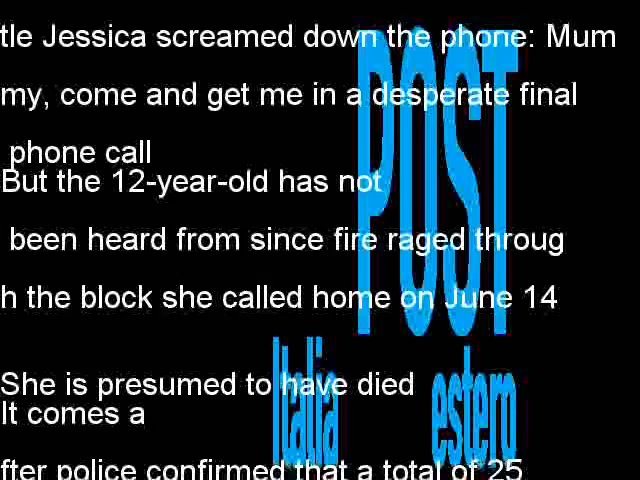 tle Jessica screamed down the phone: Mum
my, come and get me in a desperate final
phone call
But the 12-year-old has not
been heard from since fire raged throug
h the block she called home on June 14
She is presumed to have died
It comes a
fter police confirmed that a total of 25
POST
Italia estero